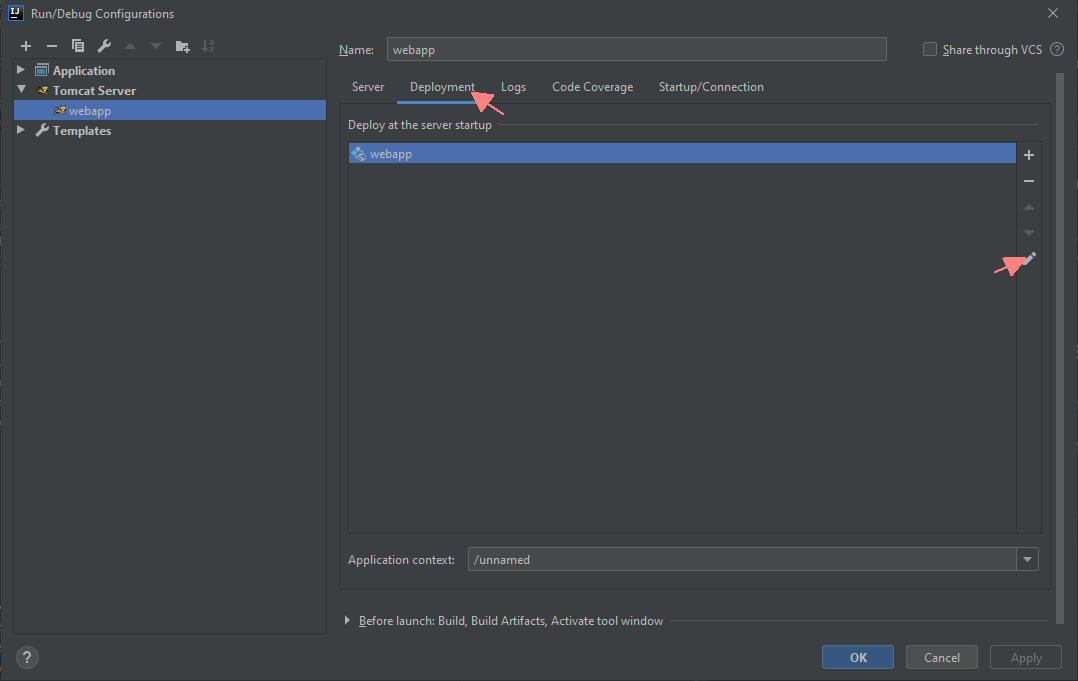 IJ
Run/Debug Configurations
Name: webapp
Share through VCS ?
Application
Tomcat Server
webapp
Templates
Server Deployment Logs Code Coverage Startup/Connection
Deploy at the server startup
webapp
Application context: /unnamed
Before launch: Build, Build Artifacts, Activate tool window
? OK Cancel Apply